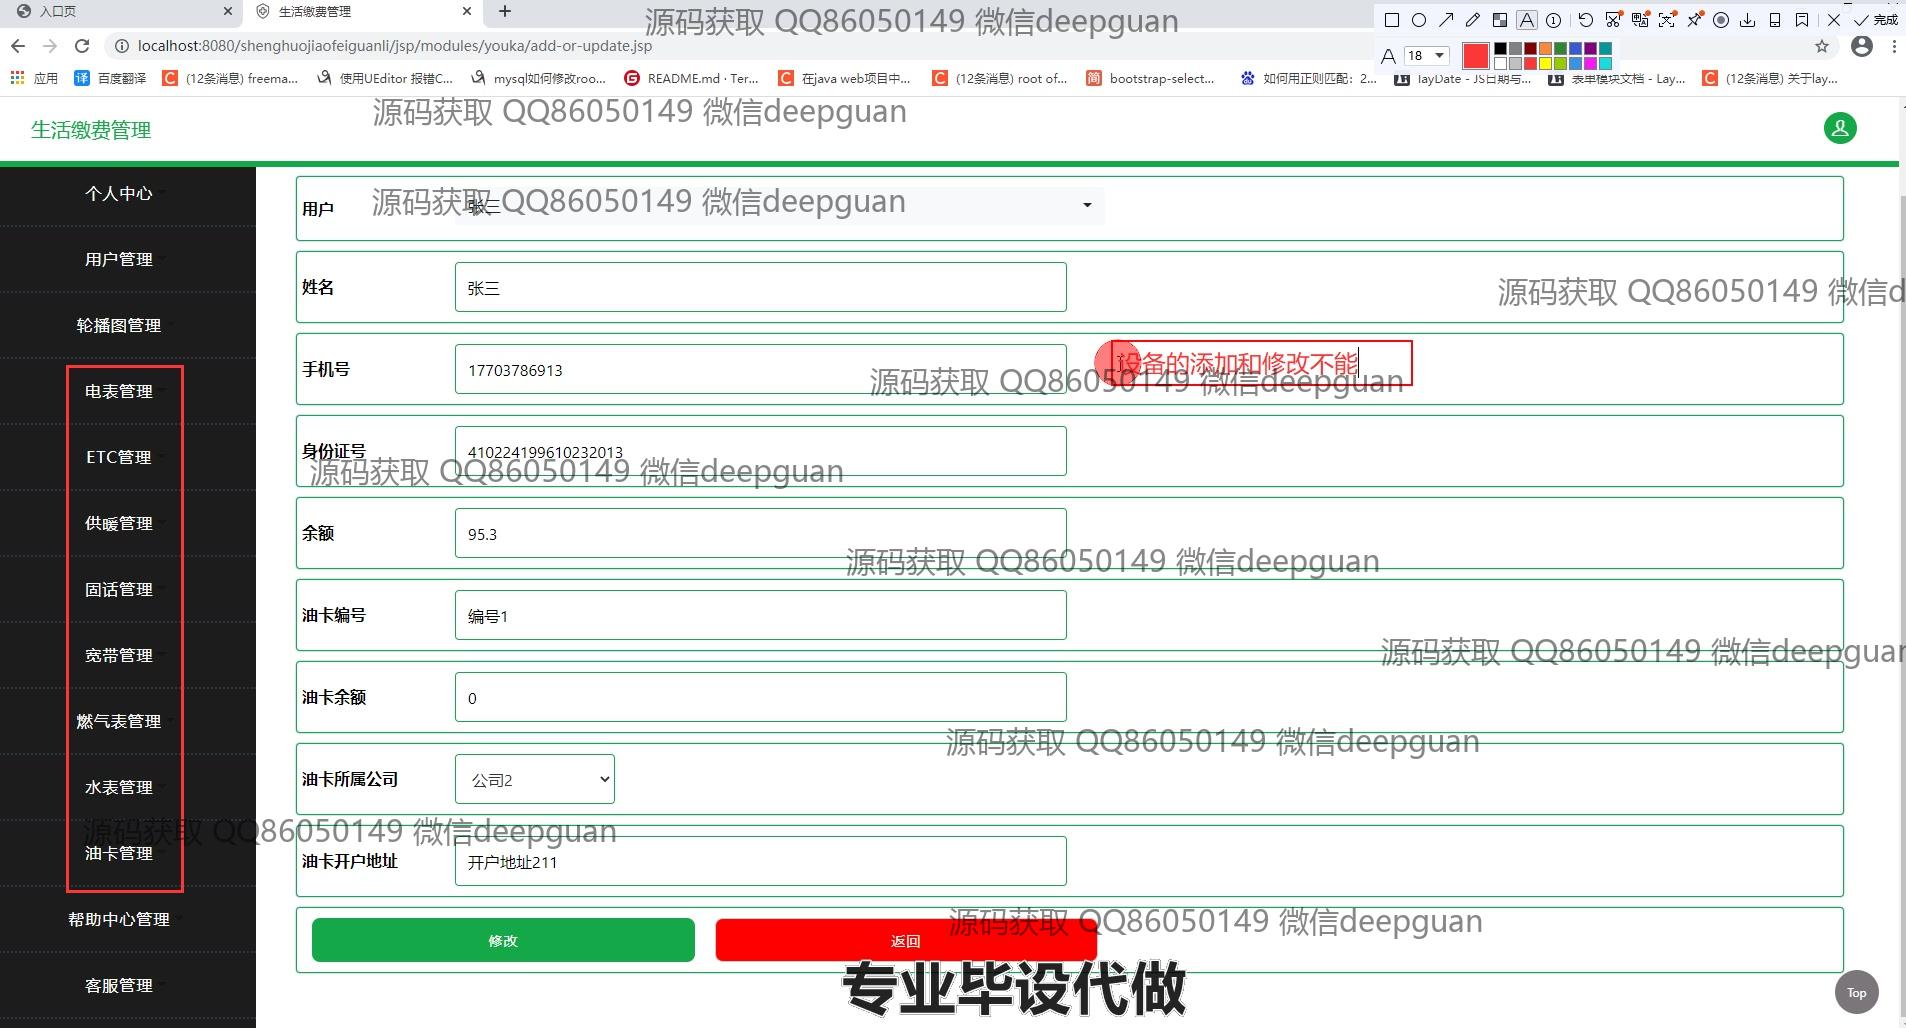 入口页
生活缴费管理
源码获取 QQ86050149 微信deepguan
完成
localhost:8080/shenghuojiaofeiguanli/jsp/modules/youka/add-or-update.jsp
18
应用
百度翻译
(12条消息) freema...
使用UEditor 报错C...
mysql如何修改roo...
README.md · Ter...
在java web项目中...
(12条消息) root of...
bootstrap-select...
如何用正则匹配：2...
layDate - JS日期与...
表单模块文档 - Lay...
(12条消息) 关于lay...
源码获取 QQ86050149 微信deepguan
生活缴费管理
个人中心
用户管理
轮播图管理
电表管理
ETC管理
供暖管理
固话管理
宽带管理
燃气表管理
水表管理
油卡管理
帮助中心管理
客服管理
用户
张三
源码获取 QQ86050149 微信deepguan
姓名
张三
源码获取 QQ86050149 微信d
手机号
17703786913
设备的添加和修改不能
源码获取 QQ86050149 微信deepguan
身份证号
410224199610232013
源码获取 QQ86050149 微信deepguan
余额
95.3
源码获取 QQ86050149 微信deepguan
油卡编号
编号1
源码获取 QQ86050149 微信deepguan
油卡余额
0
源码获取 QQ86050149 微信deepguan
油卡所属公司
公司2
源码获取 QQ86050149 微信deepguan
油卡开户地址
开户地址211
源码获取 QQ86050149 微信deepguan
修改
返回
专业毕设代做
Top